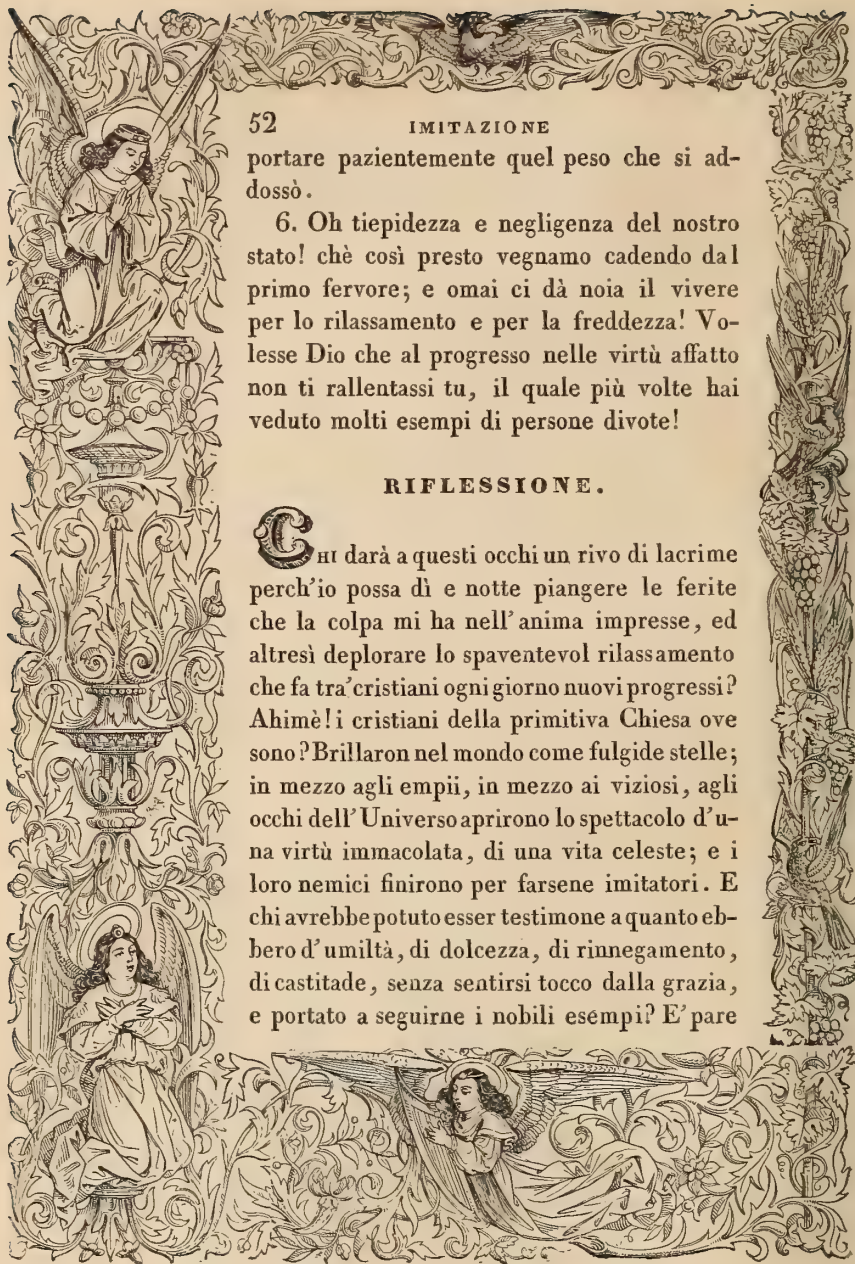 52 IMITAZIONE
portare pazientemente quel peso che si ad-
dossò.
6. Oh tiepidezza e negligenza del nostro
stato! chè così presto vegnamo cadendo dal
primo fervore; e omai ci dà noia il vivere
per lo rilassamento e per la freddezza! Vo-
lesse Dio che al progresso nelle virtù affatto
non ti rallentassi tu, il quale più volte hai
veduto molti esempi di persone divote!
RIFLESSIONE.
CHI darà a questi occhi un rivo di lacrime
perch'io possa dì e notte piangere le ferite
che la colpa mi ha nell'anima impresse, ed
altresì deplorare lo spaventevol rilassamento
che fa tra'cristiani ogni giorno nuovi progressi?
Ahimè! i cristiani della primitiva Chiesa ove
sono? Brillaron nel mondo come fulgide stelle;
in mezzo agli empii, in mezzo ai viziosi, agli
occhi dell'Universo aprirono lo spettacolo d'u-
na virtù immacolata, di una vita celeste; e i
loro nemici finirono per farsene imitatori. E
chi avrebbe potuto esser testimone a quanto eb-
bero d'umiltà, di dolcezza, di rinnegamento,
di castitade, senza sentirsi tocco dalla grazia,
e portato a seguirne i nobili esempi? E'pare